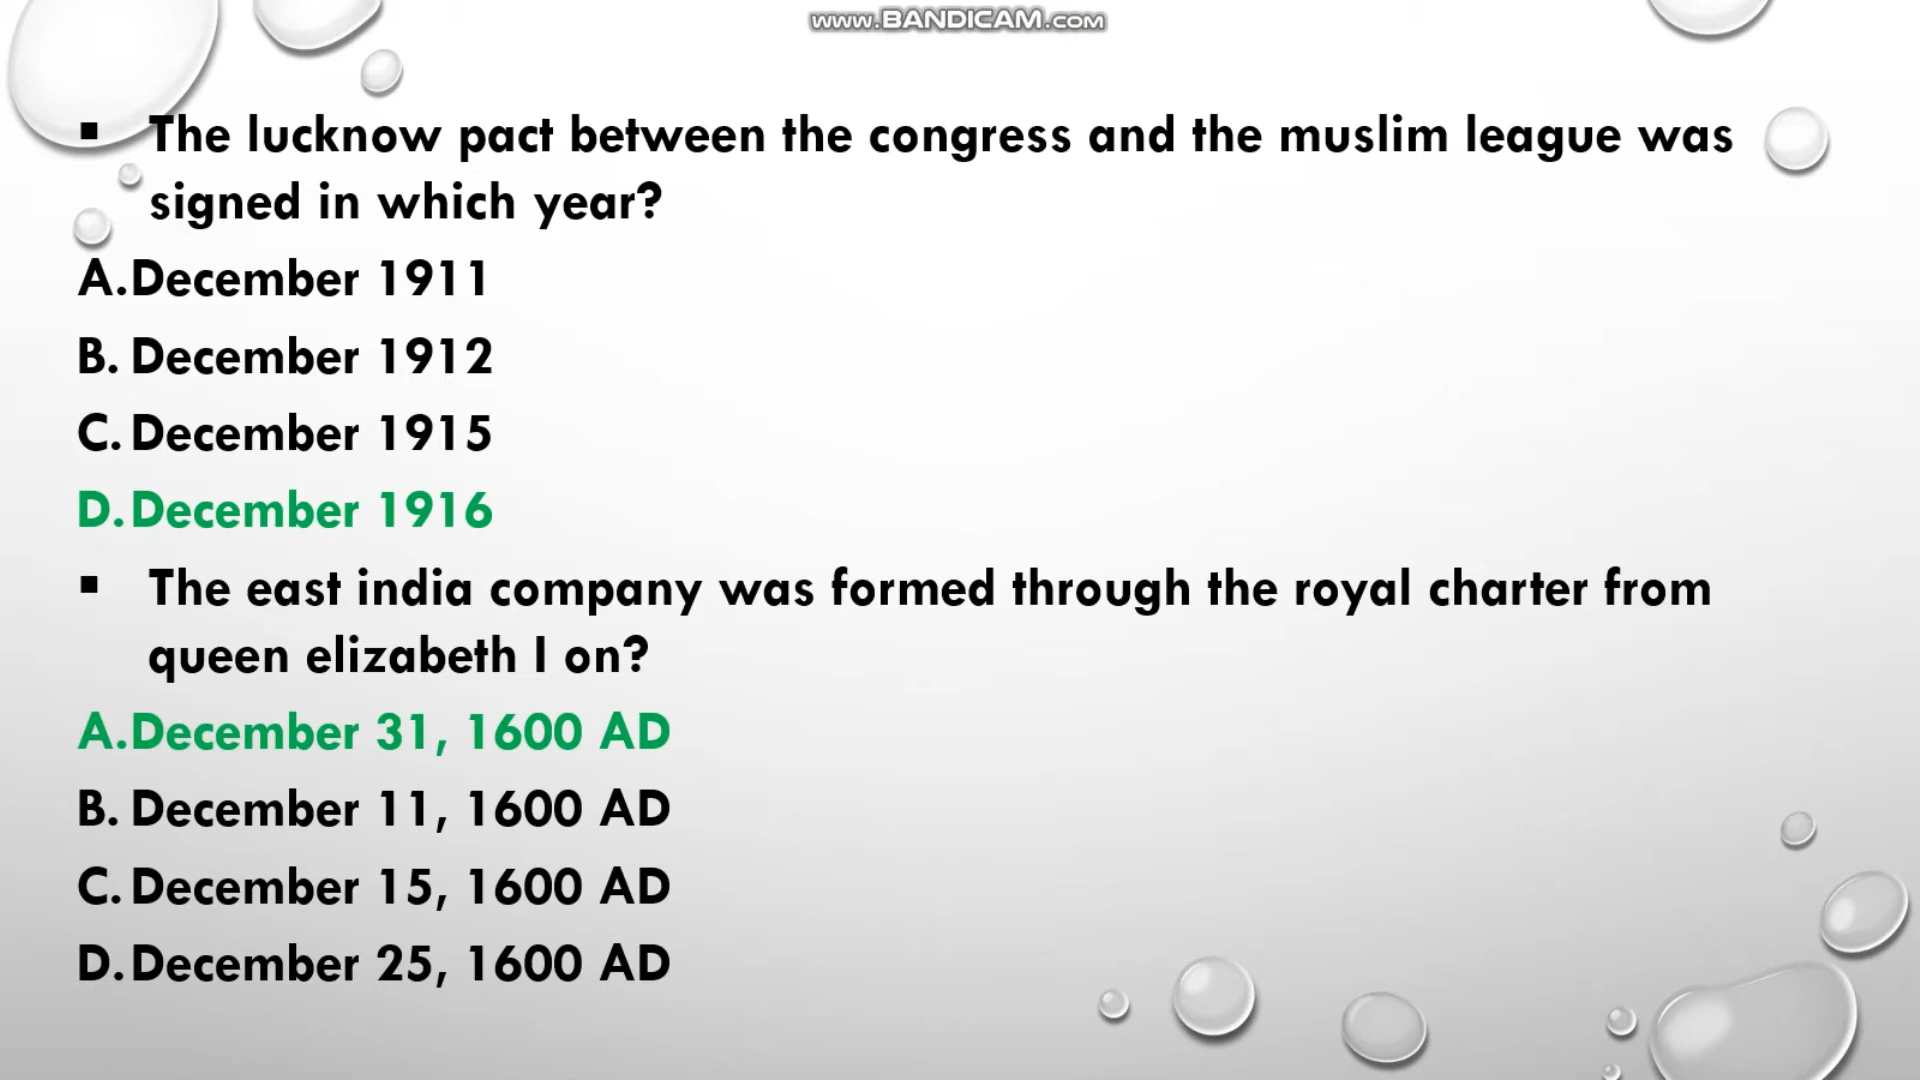 www.BANDICAM.com
▪ The lucknow pact between the congress and the muslim league was
signed in which year?
A.December 1911
B. December 1912
C. December 1915
D.December 1916
▪ The east india company was formed through the royal charter from
queen elizabeth I on?
A.December 31, 1600 AD
B. December 11, 1600 AD
C. December 15, 1600 AD
D.December 25, 1600 AD